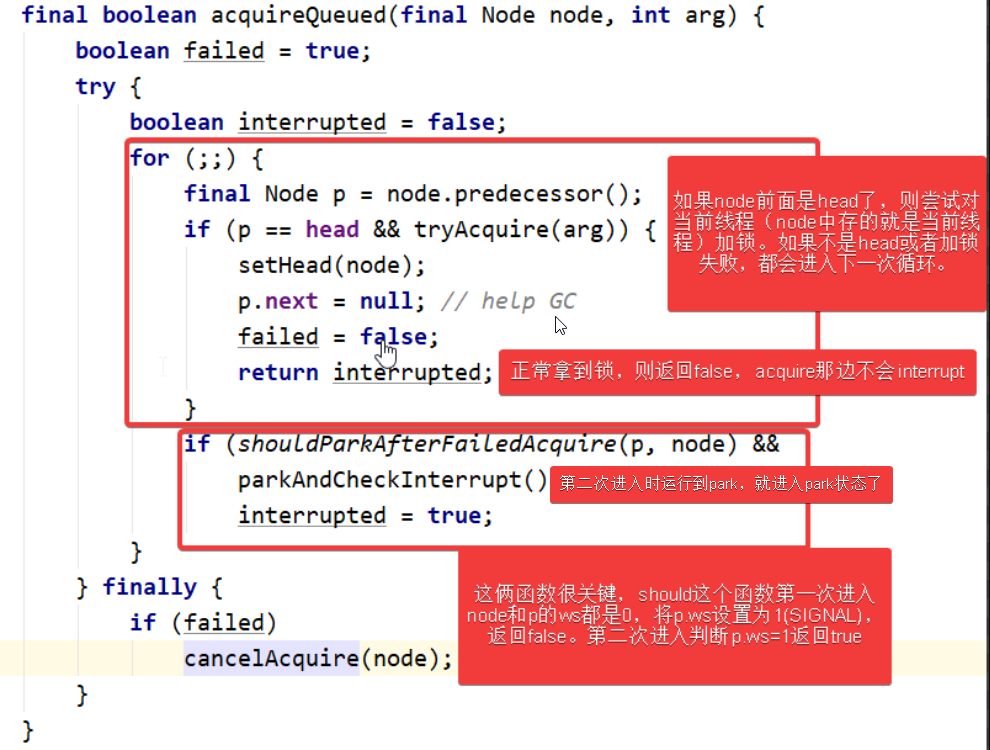 final boolean acquireQueued(final Node node, int arg) {
boolean failed = true;
try {
boolean interrupted = false;
for (;;) {
final Node p = node.predecessor();
if (p == head && tryAcquire(arg)) {
setHead(node);
p.next = null; // help GC
failed = false;
return interrupted;
}
如果node前面是head了，则尝试对
当前线程（node中存的就是当前线
程）加锁。如果不是head或者加锁
失败，都会进入下一次循环。
正常拿到锁，则返回false，acquire那边不会interrupt
if (shouldParkAfterFailedAcquire(p, node) &&
parkAndCheckInterrupt()
第二次进入时运行到park，就进入park状态了
interrupted = true;
}
} finally {
if (failed)
cancelAcquire(node);
}
}
这俩函数很关键，should这个函数第一次进入
node和p的ws都是0，将p.ws设置为1(SIGNAL)，
返回false。第二次进入判断p.ws=1返回true